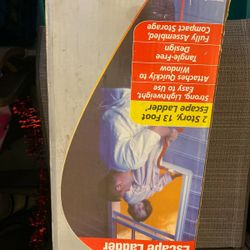 Escape Ladder
2 Story, 13 Foot
Escape Ladder
Strong, Lightweight,
Easy to Use
Attaches Quickly to
Window
Tangle-Free
Design
Fully Assembled,
Compact Storage